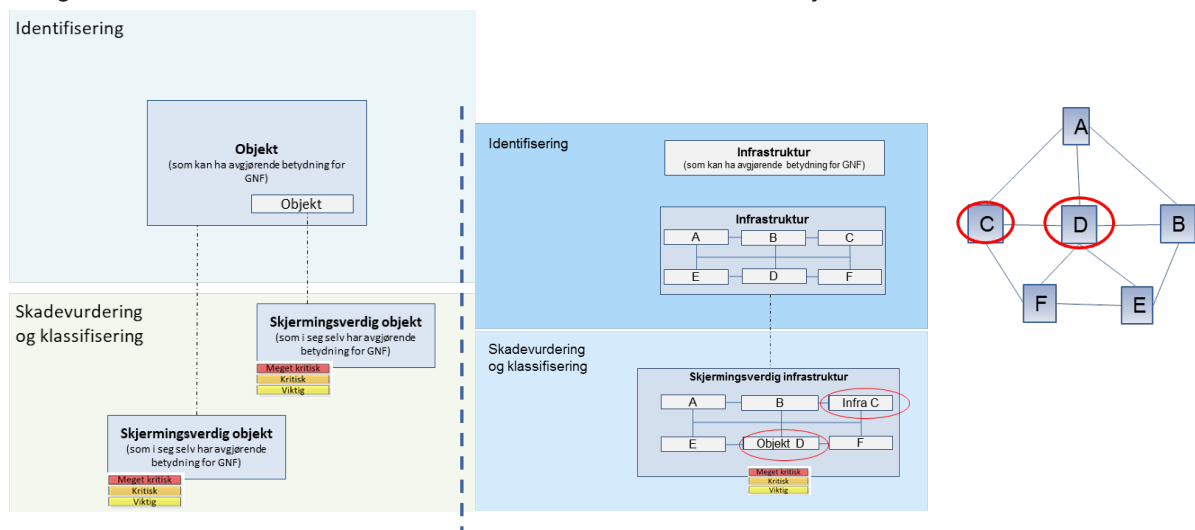 Identifisering
Objekt
(som kan ha avgjørende betydning for
GNF)
Objekt
Skadevurdering
og klassifisering
Skjermingsverdig objekt
(som i seg selv har avgjørende
betydning for GNF)
Meget kritisk
Kritisk
Viktig
Skjermingsverdig objekt
(som i seg selv har avgjørende
betydning for GNF)
Meget kritisk
Kritisk
Viktig
Identifisering
Infrastruktur
(som kan ha avgjørende betydning for GNF)
Infrastruktur
A B C
E D F
Skadevurdering
og klassifisering
Skjermingsverdig infrastruktur
A B Infra C
E Objekt D F
Meget kritisk
Kritisk
Viktig
A
C D B
F E